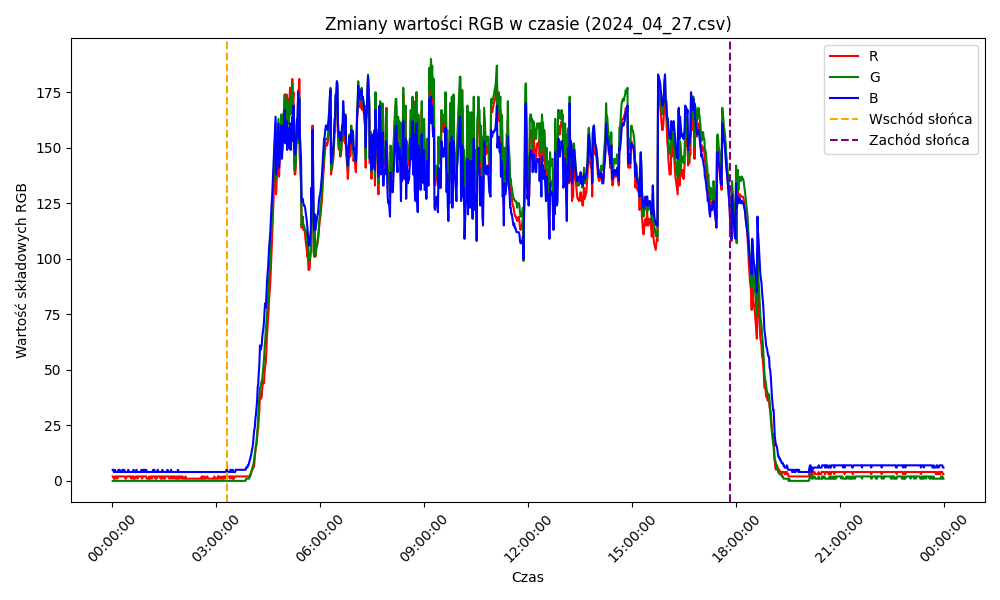 Zmiany wartości RGB w czasie (2024_04_27.csv)
R
G
B
Wschód słońca
Zachód słońca
Wartość składowych RGB
175
150
125
100
75
50
25
0
00:00:00
03:00:00
06:00:00
09:00:00
12:00:00
15:00:00
18:00:00
21:00:00
00:00:00
Czas